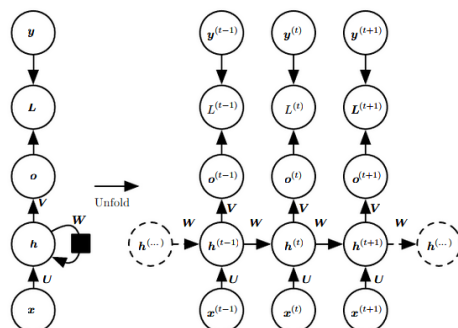 y y^(t−1) y^(t) y^(t+1)
L L^(t−1) L^(t) L^(t+1)
o o^(t−1) o^(t) o^(t+1)
V Unfold V V V
W W W W W
h h^(...) h^(t−1) h^(t) h^(t+1) h^(...)
U U U U
x x^(t−1) x^(t) x^(t+1)